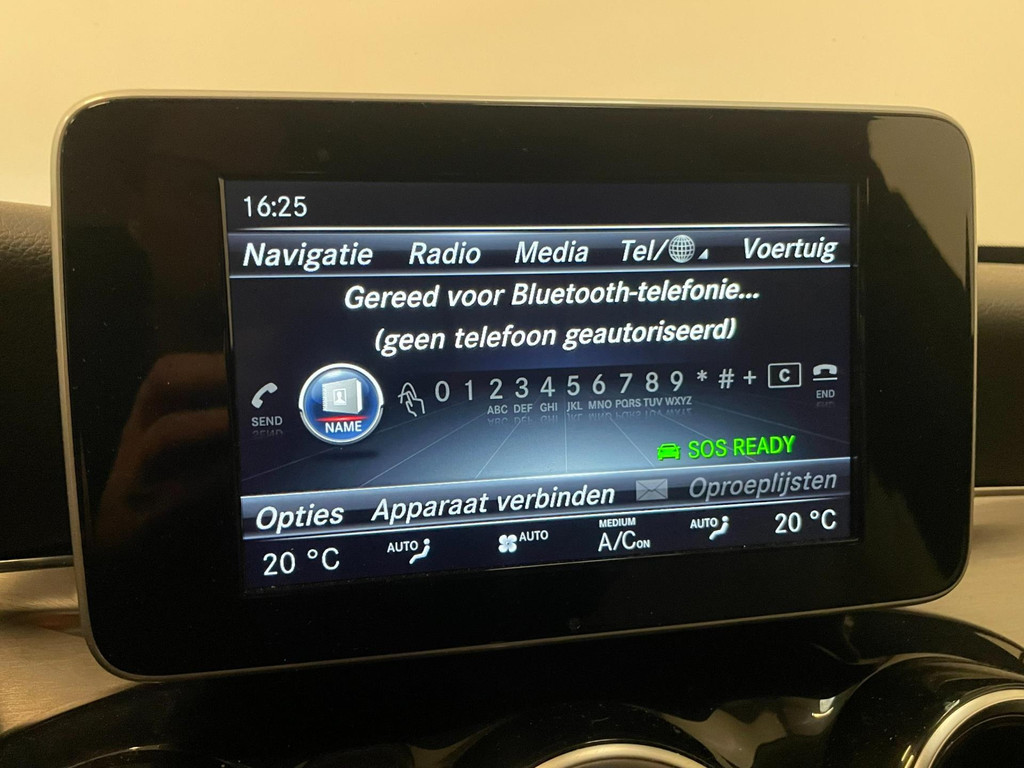 16:25
Navigatie Radio Media Tel/ Voertuig
Gereed voor Bluetooth-telefonie...
(geen telefoon geautoriseerd)
SEND NAME 0 1 2 3 4 5 6 7 8 9 * # + C END
ABC DEF GHI JKL MNO PQRS TUV WXYZ
SOS READY
Opties Apparaat verbinden Oproeplijsten
20 °C AUTO AUTO MEDIUM A/C ON AUTO 20 °C